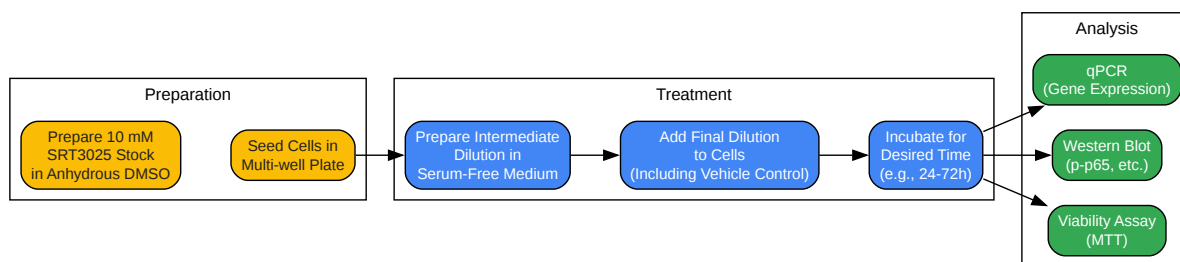 Preparation
Prepare 10 mM
SRT3025 Stock
in Anhydrous DMSO
Seed Cells in
Multi-well Plate
Treatment
Prepare Intermediate
Dilution in
Serum-Free Medium
Add Final Dilution
to Cells
(Including Vehicle Control)
Incubate for
Desired Time
(e.g., 24-72h)
Analysis
qPCR
(Gene Expression)
Western Blot
(p-p65, etc.)
Viability Assay
(MTT)